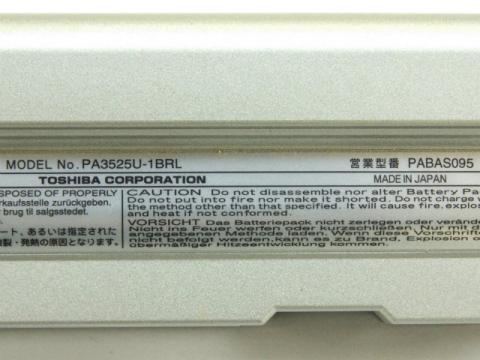 MODEL No. PA3525U-1BRL 営業型番 PABAS095
TOSHIBA CORPORATION MADE IN JAPAN
SPOSED OF PROPERLY
rkaufsstelle zurückgeben.
r brug til salgsstedet.
ート、あるいは指定
製・発熱の原因となります。
CAUTION Do not disassemble nor alter Battery Pa
Do not put into fire nor make it shorted. Do not charge
the method other than that specified. It will cause fire,explos
and heat if not conformed.
VORSICHT Das Batteriepack nicht zerlegen oder verände
Nicht ins Feuer werfen oder kurzschließen. Nur mit d
angegebenen Methode laden. Wenn diese Vorschrift
nicht befolgt werden,kann es zu Brand, Explosion o
übermäßiger Hitzeentwicklung kommen.